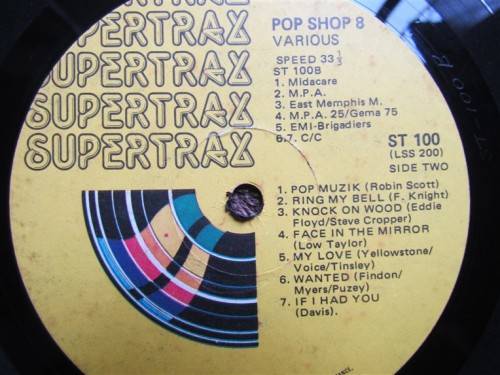 SUPERTRAX
SUPERTRAX
SUPERTRAX
SUPERTRAX
SUPERTRAX
POP SHOP 8
VARIOUS
SPEED 33 1/3
ST 100B
1. Midacare
2. M.P.A.
3. East Memphis M.
4. M.P.A. 25/Gema 75
5. EMI-Brigadiers
6.7. C/C
ST 100
(LSS 200)
SIDE TWO
1. POP MUZIK (Robin Scott)
2. RING MY BELL (F. Knight)
3. KNOCK ON WOOD (Eddie
Floyd/Steve Cropper)
4. FACE IN THE MIRROR
(Low Taylor)
5. MY LOVE (Yellowstone/
Voice/Tinsley)
6. WANTED (Findon/
Myers/Puzey)
7. IF I HAD YOU
(Davis).